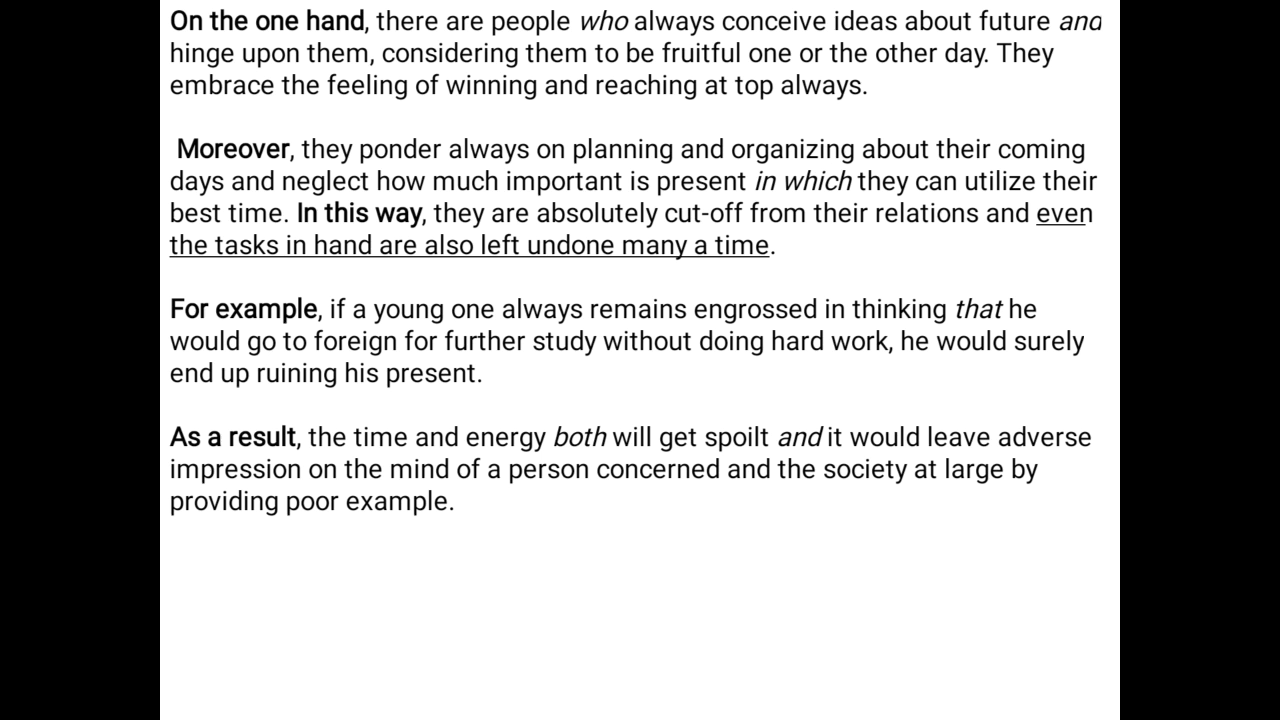 On the one hand, there are people who always conceive ideas about future and
hinge upon them, considering them to be fruitful one or the other day. They
embrace the feeling of winning and reaching at top always.
Moreover, they ponder always on planning and organizing about their coming
days and neglect how much important is present in which they can utilize their
best time. In this way, they are absolutely cut-off from their relations and even
the tasks in hand are also left undone many a time.
For example, if a young one always remains engrossed in thinking that he
would go to foreign for further study without doing hard work, he would surely
end up ruining his present.
As a result, the time and energy both will get spoilt and it would leave adverse
impression on the mind of a person concerned and the society at large by
providing poor example.